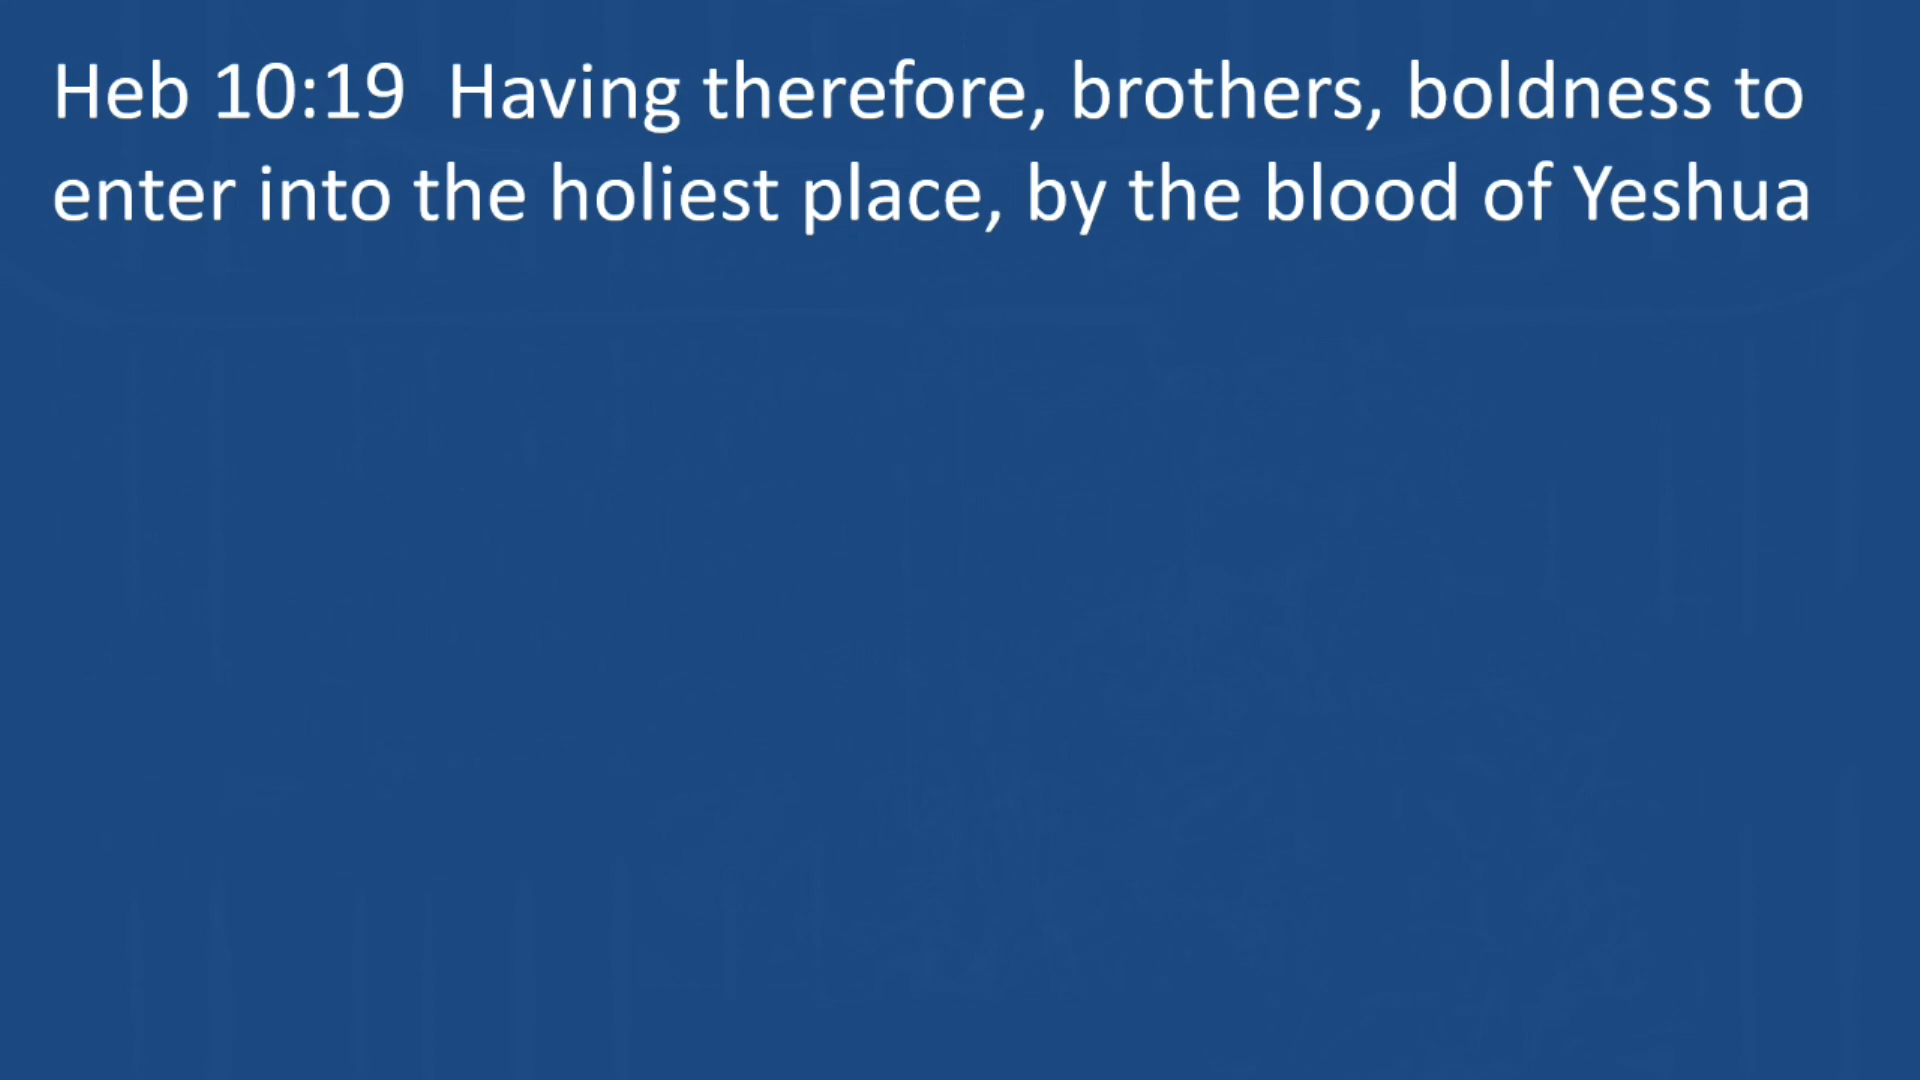 Heb 10:19  Having therefore, brothers, boldness to
enter into the holiest place, by the blood of Yeshua